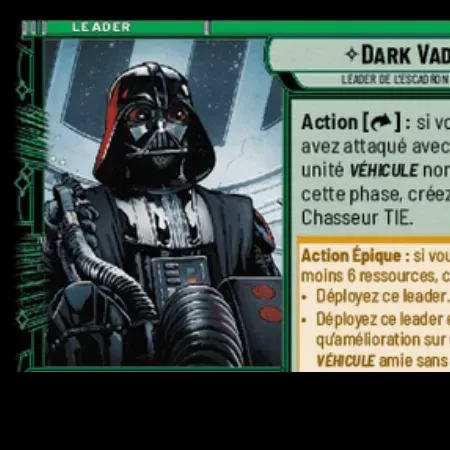 LEADER
DARK VAD
LEADER DE L'ESCADRON
Action [ ] : si vo
avez attaqué avec
unité VÉHICULE non
cette phase, créez
Chasseur TIE.
Action Épique : si vou
moins 6 ressources, c
• Déployez ce leader.
• Déployez ce leader e
qu'amélioration sur
VÉHICULE amie sans